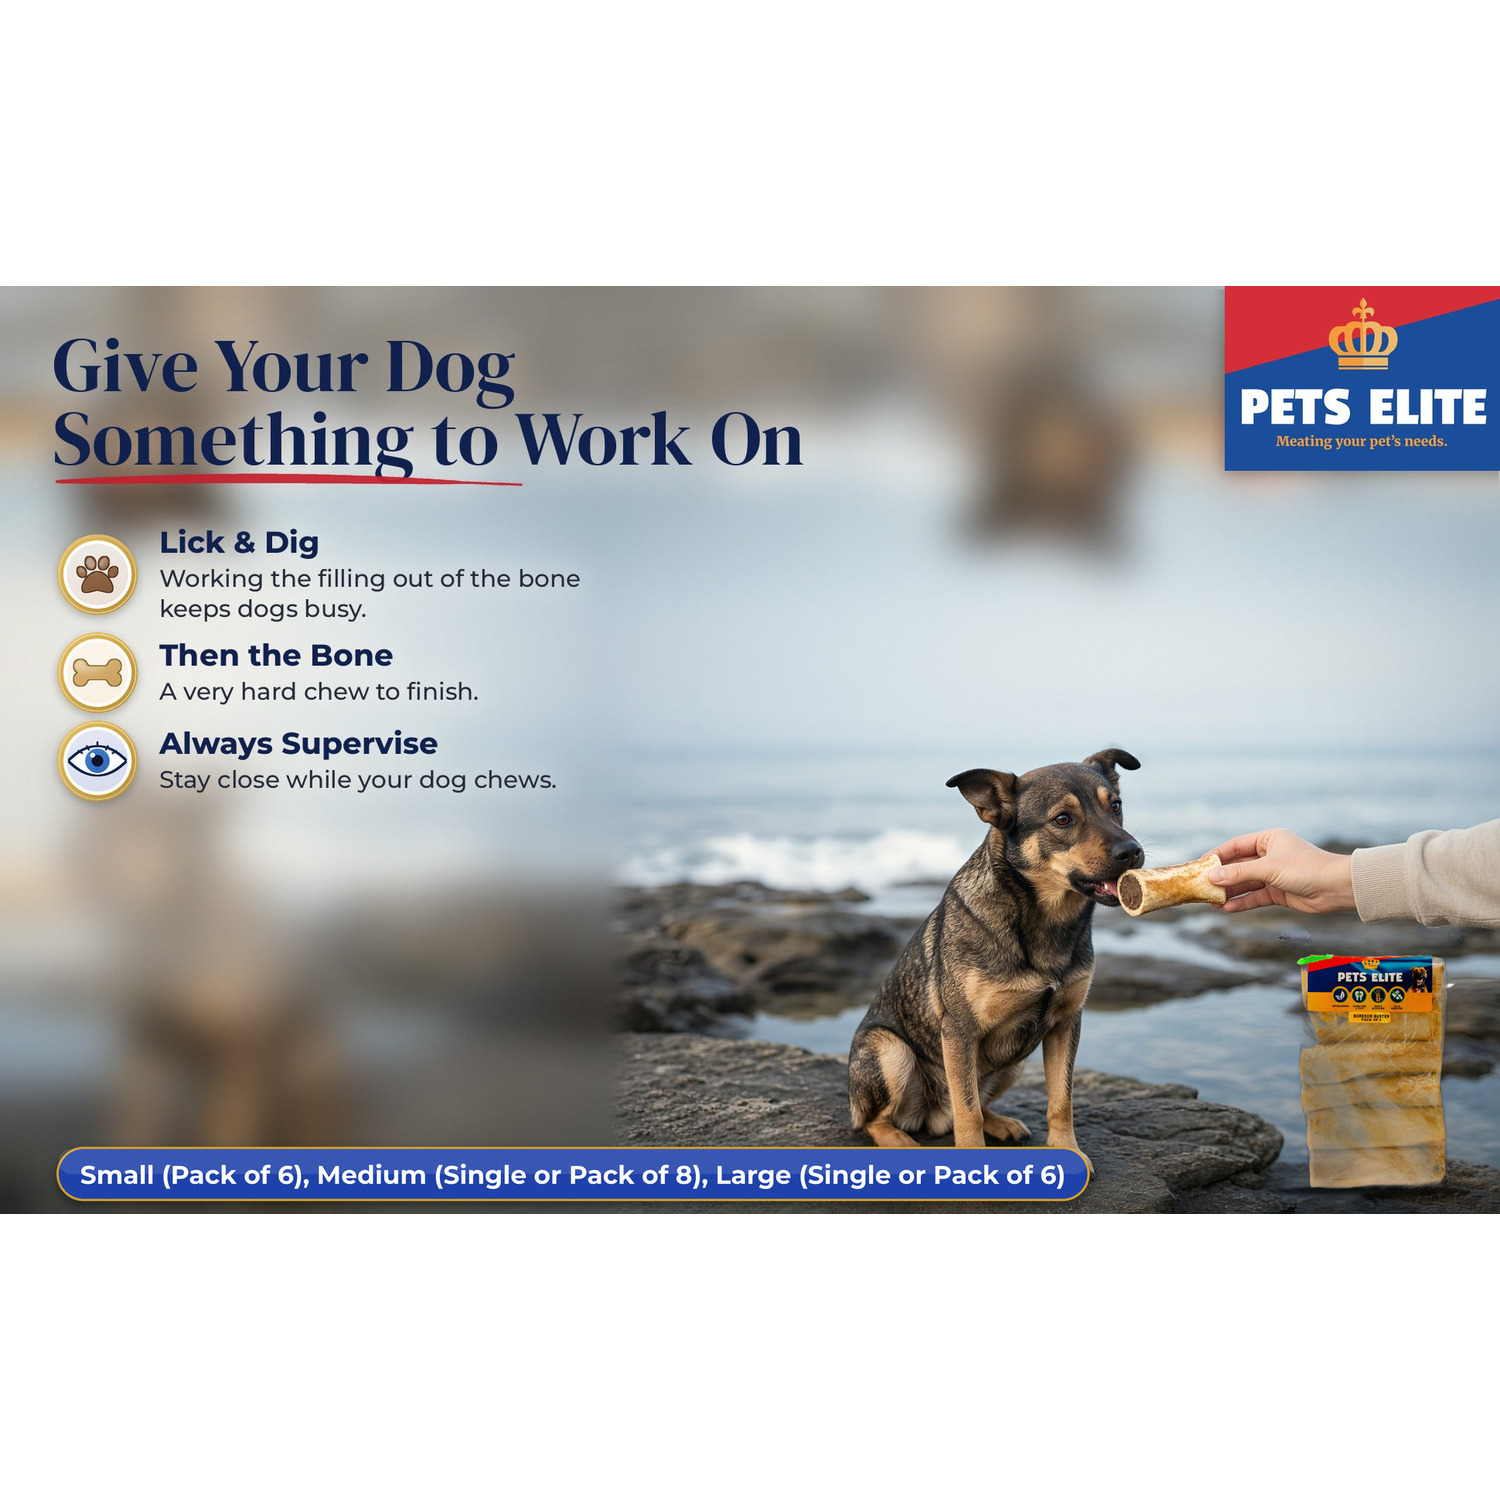 Give Your Dog
Something to Work On
PETS ELITE
Meating your pet's needs.
Lick & Dig
Working the filling out of the bone
keeps dogs busy.
Then the Bone
A very hard chew to finish.
Always Supervise
Stay close while your dog chews.
PETS ELITE
BOREDOM BUSTER
Small (Pack of 6), Medium (Single or Pack of 8), Large (Single or Pack of 6)